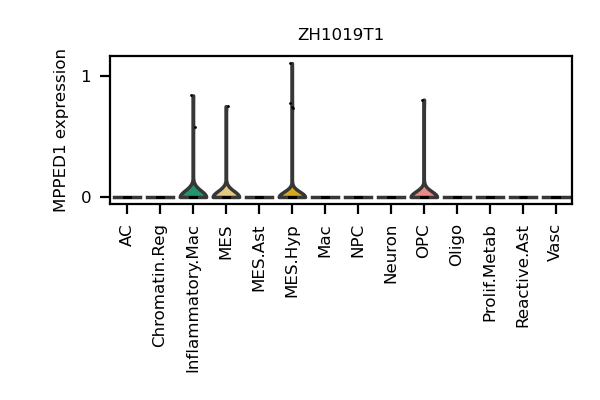 ZH1019T1
MPPED1 expression
1
0
AC
Chromatin.Reg
Inflammatory.Mac
MES
MES.Ast
MES.Hyp
Mac
NPC
Neuron
OPC
Oligo
Prolif.Metab
Reactive.Ast
Vasc